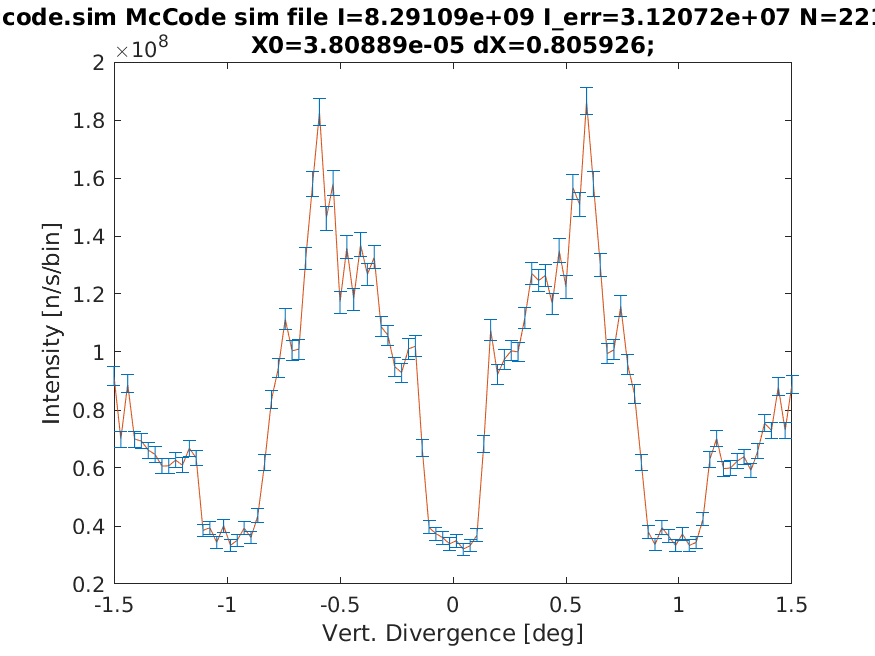 code.sim McCode sim file I=8.29109e+09 I_err=3.12072e+07 N=221
X0=3.80889e-05 dX=0.805926;
×10^8
2
1.8
1.6
1.4
1.2
1
0.8
0.6
0.4
0.2
Intensity [n/s/bin]
-1.5 -1 -0.5 0 0.5 1 1.5
Vert. Divergence [deg]